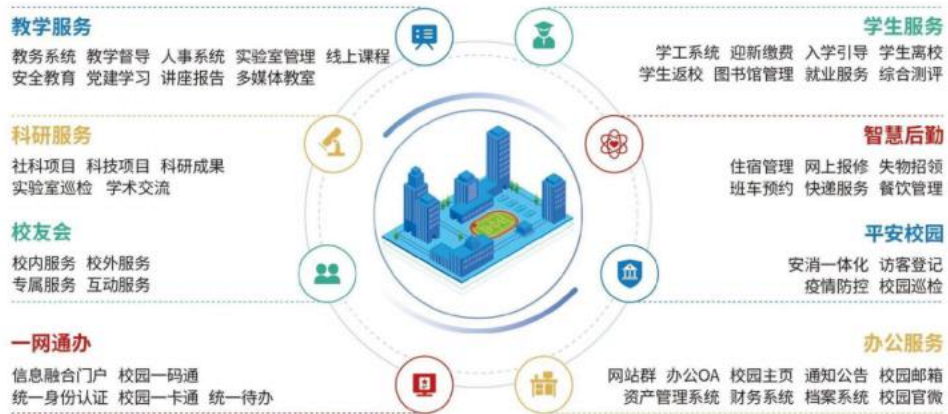 教学服务
教务系统 教学督导 人事系统 实验室管理 线上课程
安全教育 党建学习 讲座报告 多媒体教室
科研服务
社科项目 科技项目 科研成果
实验室巡检 学术交流
校友会
校内服务 校外服务
专属服务 互动服务
一网通办
信息融合门户 校园一码通
统一身份认证 校园一卡通 统一待办
学生服务
学工系统 迎新缴费 入学引导 学生离校
学生返校 图书馆管理 就业服务 综合测评
智慧后勤
住宿管理 网上报修 失物招领
班车预约 快递服务 餐饮管理
平安校园
安消一体化 访客登记
疫情防控 校园巡检
办公服务
网站群 办公OA 校园主页 通知公告 校园邮箱
资产管理系统 财务系统 档案系统 校园官微